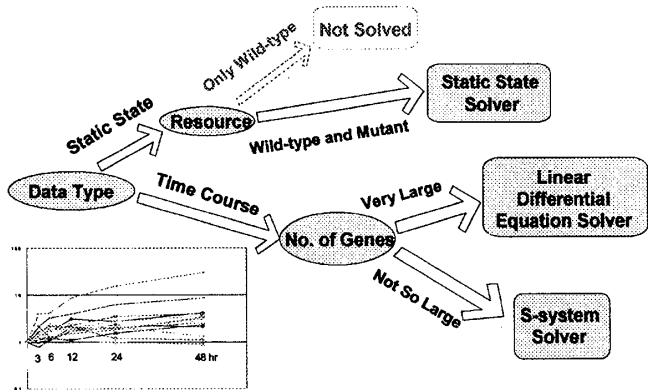 Not Solved
Only Wild-type
Static State
Solver
Resource
Static State
Wild-type and Mutant
Data Type
Time Course
Very Large
Linear
Differential
Equation Solver
No. of Genes
Not So Large
S-system
Solver
3 6 12 24 48 hr